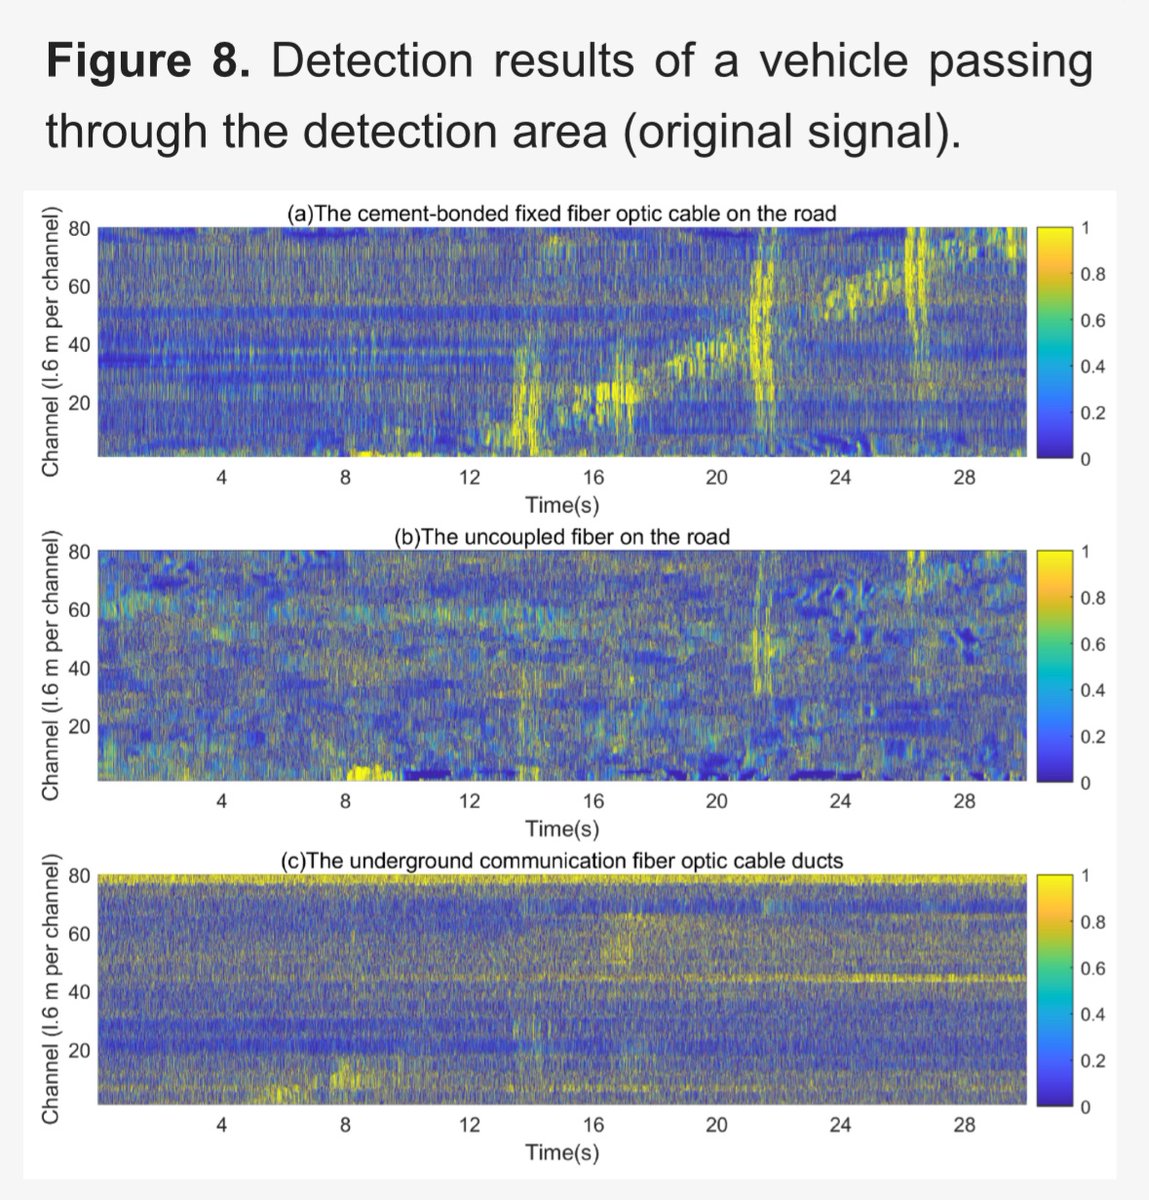 Figure 8. Detection results of a vehicle passing
through the detection area (original signal).
(a)The cement-bonded fixed fiber optic cable on the road
Channel (l.6 m per channel)
80
60
40
20
4 8 12 16 20 24 28
Time(s)
1
0.8
0.6
0.4
0.2
0
(b)The uncoupled fiber on the road
Channel (l.6 m per channel)
80
60
40
20
4 8 12 16 20 24 28
Time(s)
1
0.8
0.6
0.4
0.2
0
(c)The underground communication fiber optic cable ducts
Channel (l.6 m per channel)
80
60
40
20
4 8 12 16 20 24 28
Time(s)
1
0.8
0.6
0.4
0.2
0